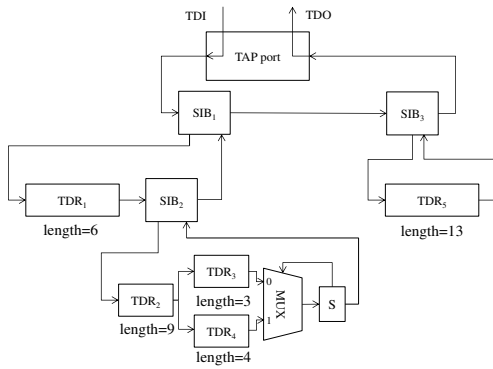 TDI TDO
TAP port
SIB₁ SIB₃
TDR₁ SIB₂ TDR₅
length=6 length=13
TDR₂ TDR₃ 0 MUX S
length=3
length=9 TDR₄ 1
length=4